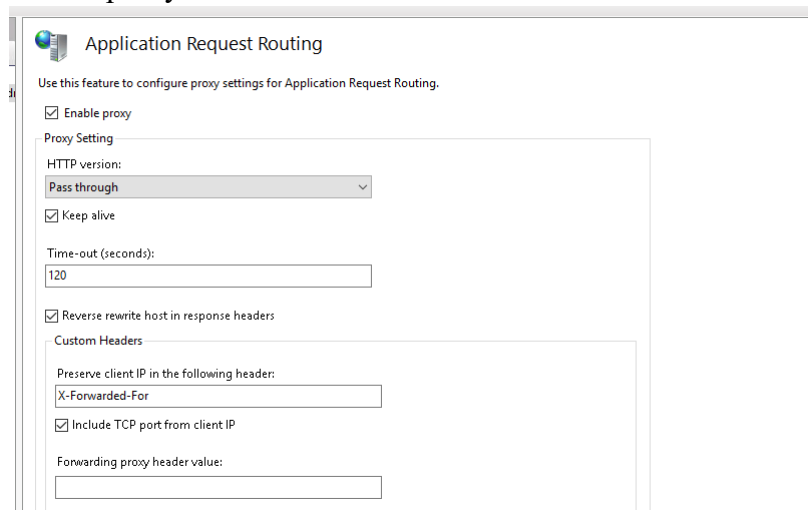 Application Request Routing
Use this feature to configure proxy settings for Application Request Routing.
Enable proxy
Proxy Setting
HTTP version:
Pass through
Keep alive
Time-out (seconds):
120
Reverse rewrite host in response headers
Custom Headers
Preserve client IP in the following header:
X-Forwarded-For
Include TCP port from client IP
Forwarding proxy header value: